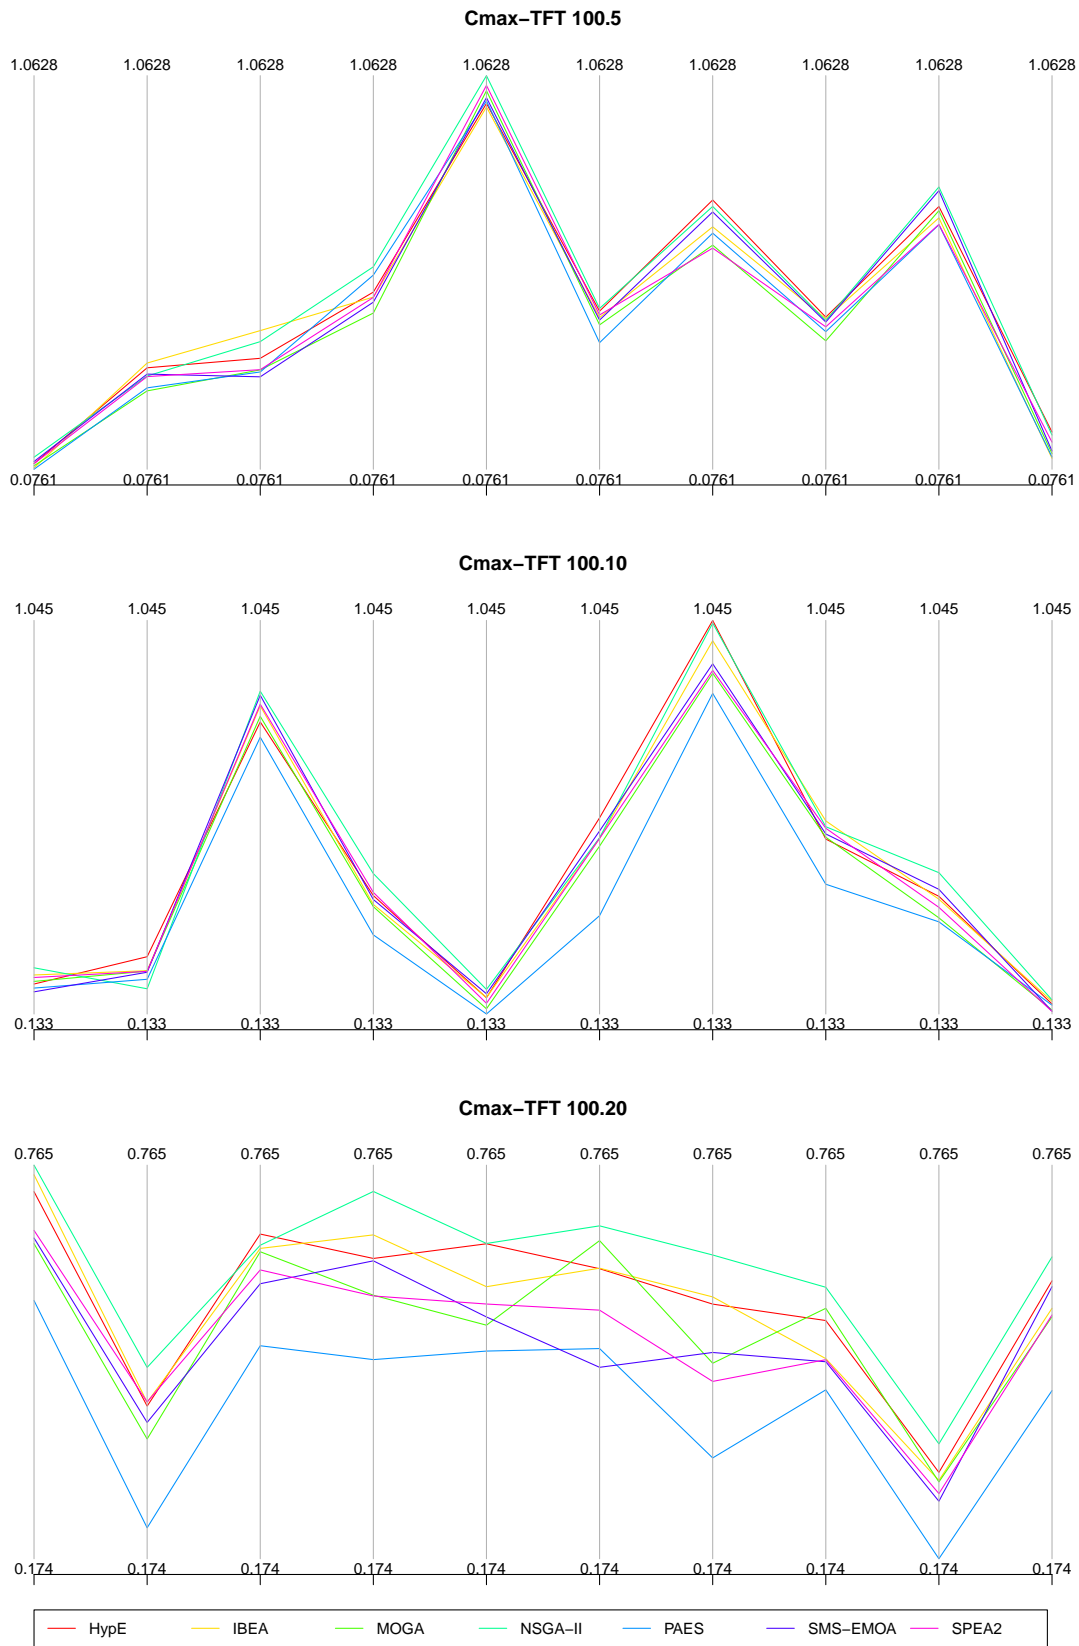 Cmax−TFT 100.5
1.0628 1.0628 1.0628 1.0628 1.0628 1.0628 1.0628 1.0628 1.0628 1.0628
0.0761 0.0761 0.0761 0.0761 0.0761 0.0761 0.0761 0.0761 0.0761 0.0761
Cmax−TFT 100.10
1.045 1.045 1.045 1.045 1.045 1.045 1.045 1.045 1.045 1.045
0.133 0.133 0.133 0.133 0.133 0.133 0.133 0.133 0.133 0.133
Cmax−TFT 100.20
0.765 0.765 0.765 0.765 0.765 0.765 0.765 0.765 0.765 0.765
0.174 0.174 0.174 0.174 0.174 0.174 0.174 0.174 0.174 0.174
HypE IBEA MOGA NSGA−II PAES SMS−EMOA SPEA2